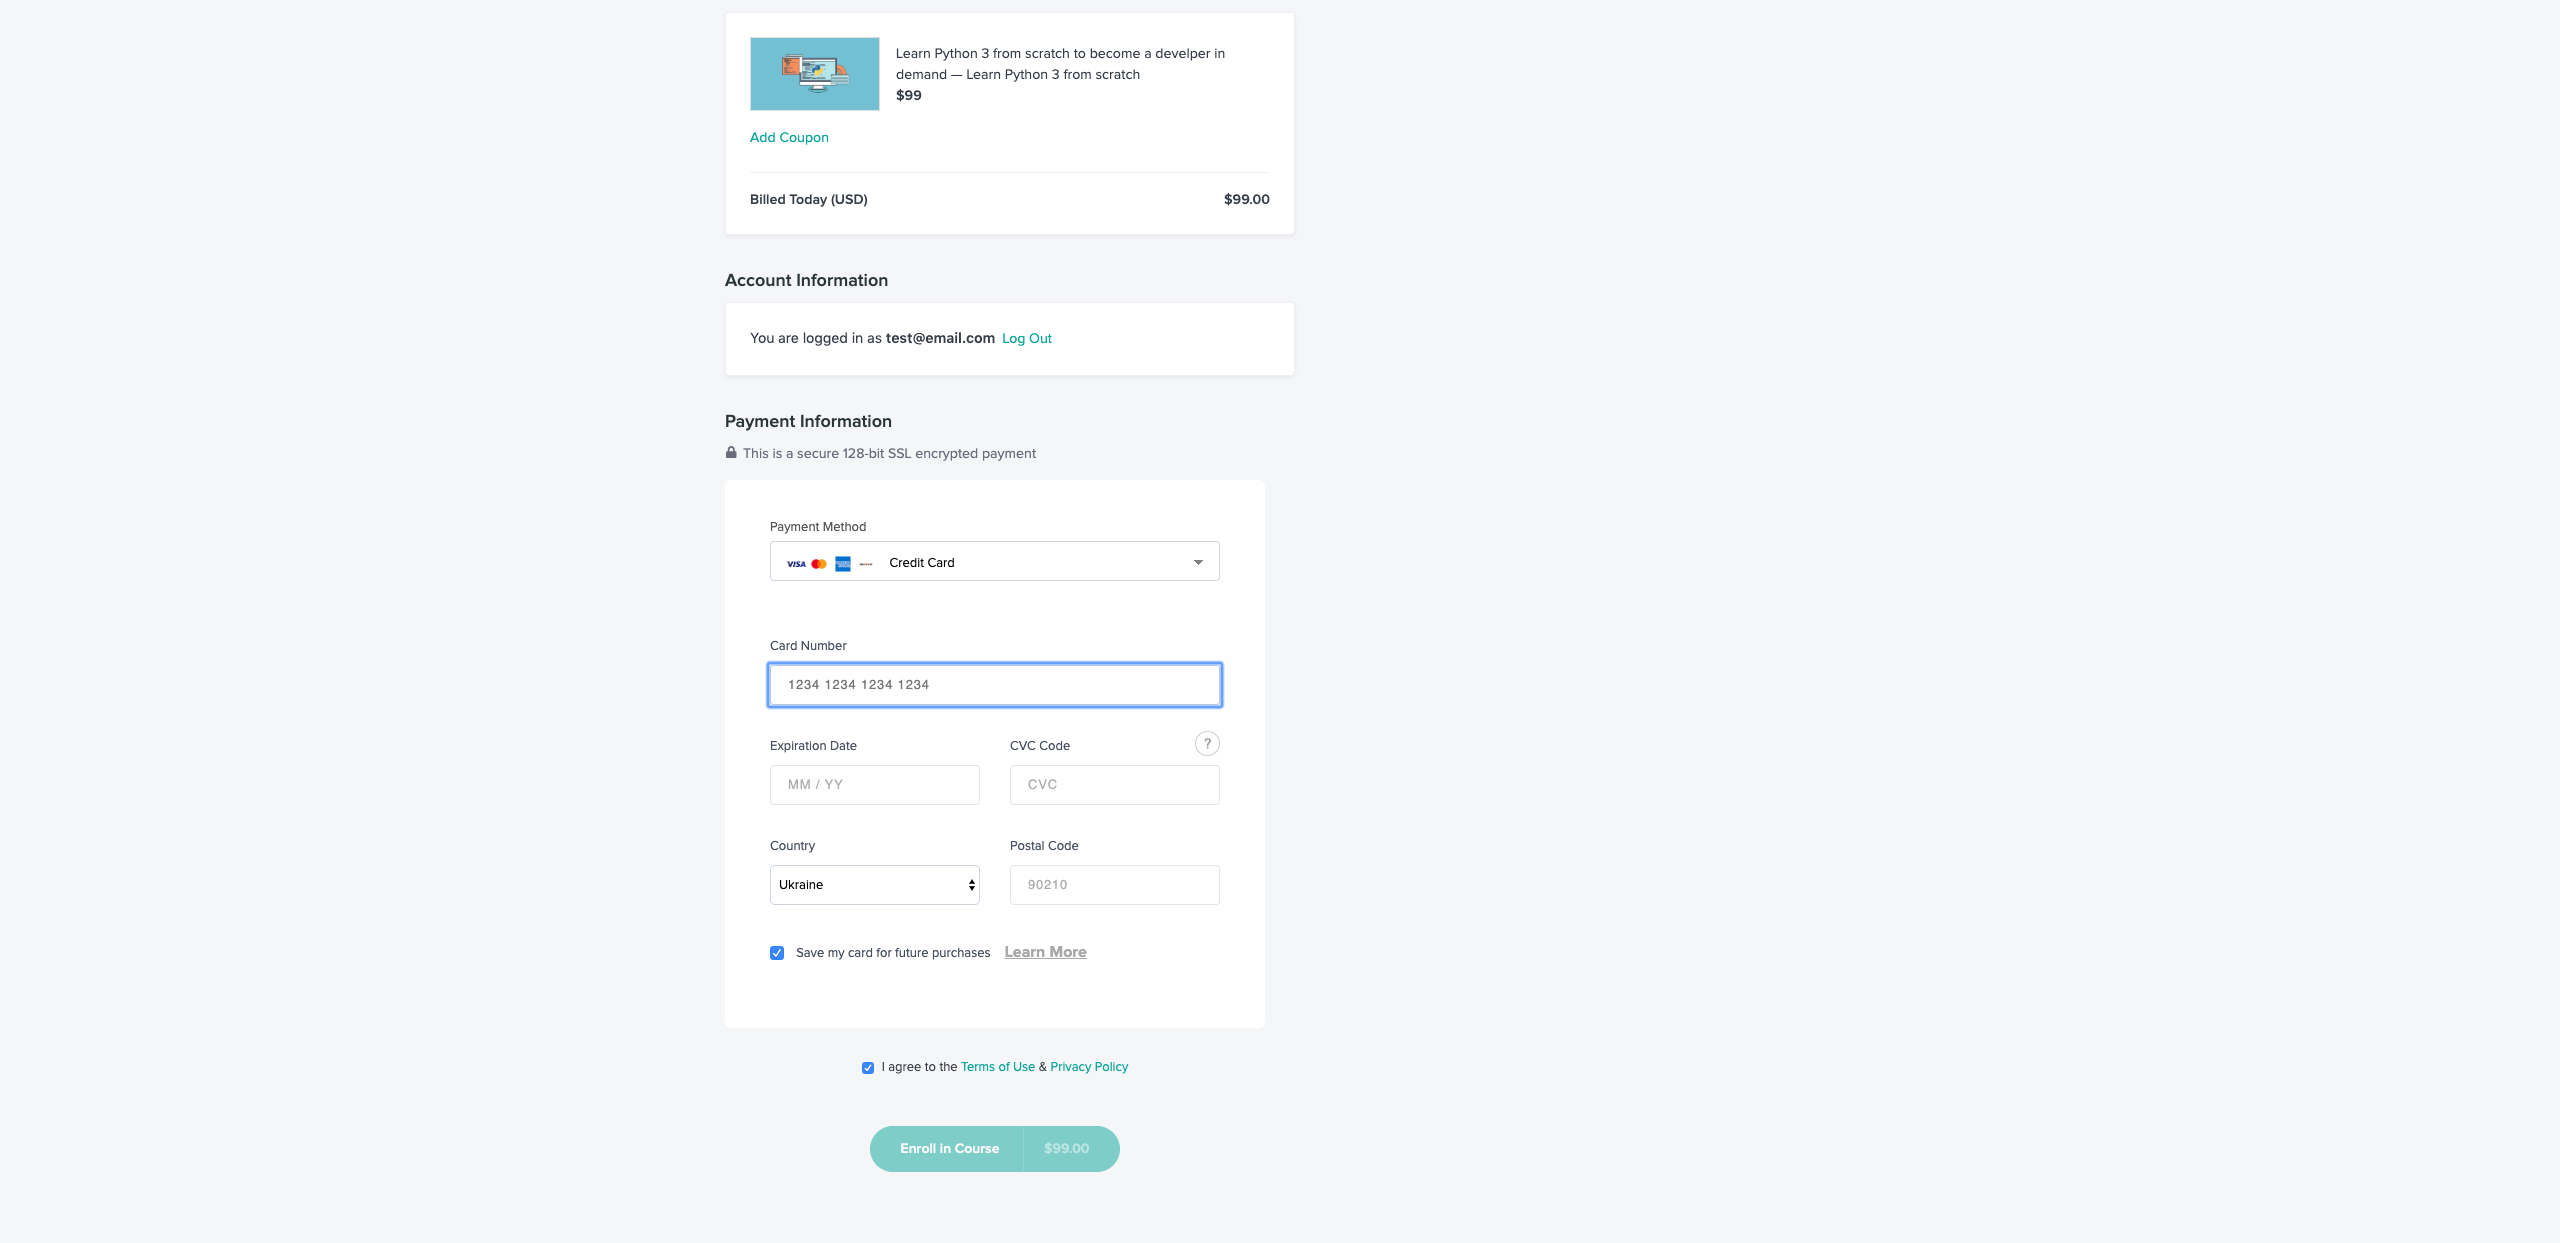 Learn Python 3 from scratch to become a develper in
demand — Learn Python 3 from scratch
$99
Add Coupon
Billed Today (USD) $99.00
Account Information
You are logged in as test@email.com Log Out
Payment Information
This is a secure 128-bit SSL encrypted payment
Payment Method
VISA Credit Card
Card Number
1234 1234 1234 1234
Expiration Date CVC Code ?
MM / YY CVC
Country Postal Code
Ukraine 90210
Save my card for future purchases Learn More
I agree to the Terms of Use & Privacy Policy
Enroll in Course $99.00